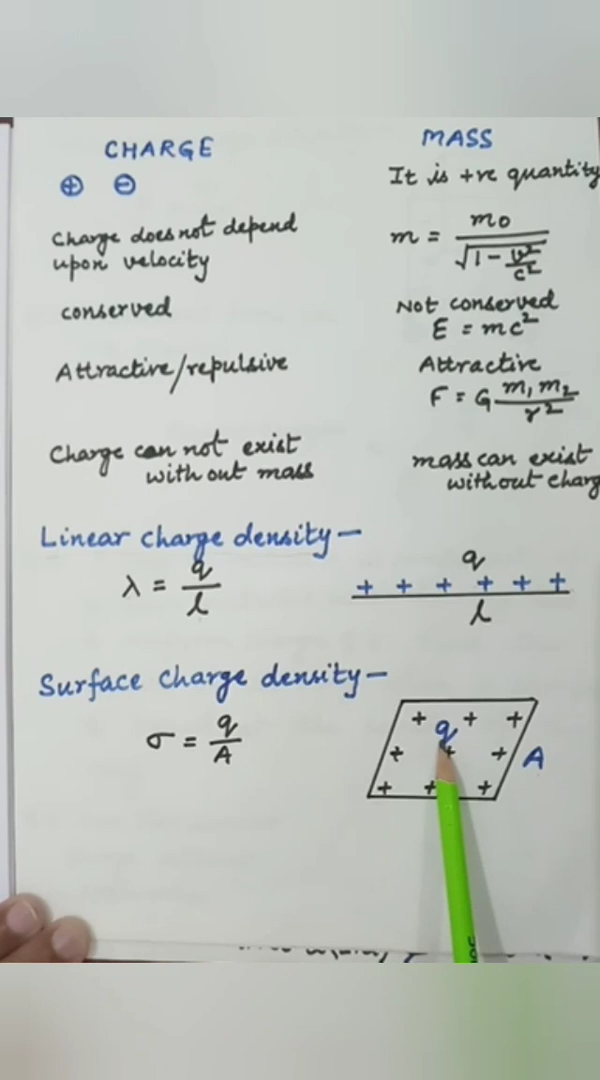 CHARGE
MASS
⊕ ⊖
It is +ve quantity
Charge does not depend
upon velocity
m = m0 / √(1 - v²/c²)
conserved
Not conserved
E = mc²
Attractive/repulsive
Attractive
F = G m1 m2 / r²
Charge can not exist
with out mass
mass can exist
without charg
Linear charge density -
λ = q / l
q
+ + + + + +
l
Surface charge density -
σ = q / A
+ q + +
+ + +
A
+ + +